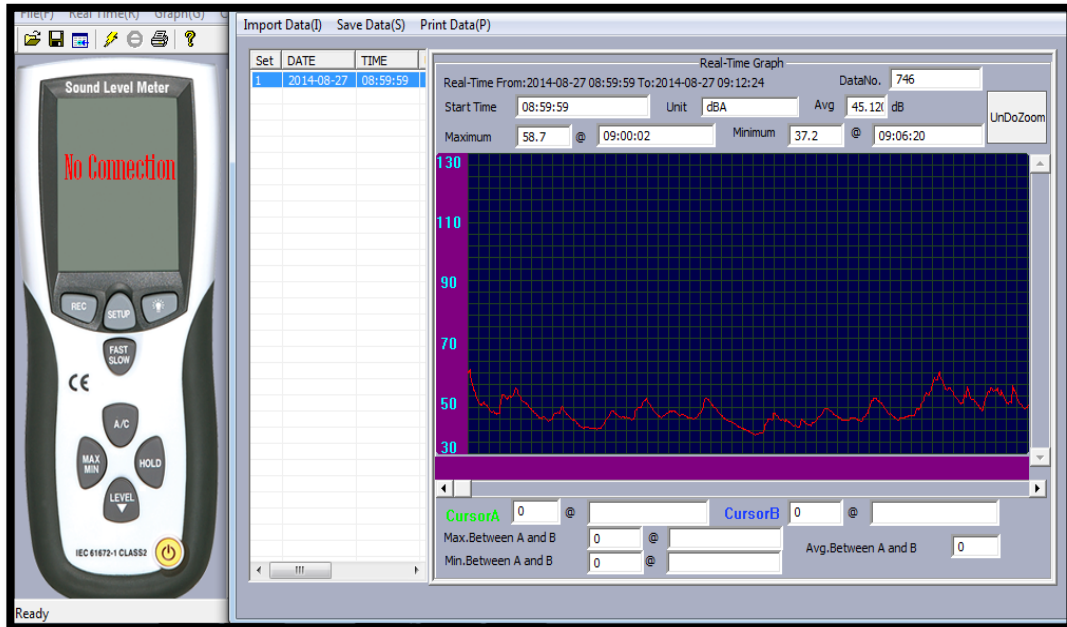 File(F) Real Time(R) Graph(G)
Import Data(I) Save Data(S) Print Data(P)
Sound Level Meter
No Connection
REC
SETUP
FAST
SLOW
CE
A/C
MAX
MIN
HOLD
LEVEL
IEC 61672-1 CLASS2
Ready
Set DATE TIME
1 2014-08-27 08:59:59
Real-Time Graph
Real-Time From:2014-08-27 08:59:59 To:2014-08-27 09:12:24 DataNo. 746
Start Time 08:59:59 Unit dBA Avg 45.120 dB
UnDoZoom
Maximum 58.7 @ 09:00:02 Minimum 37.2 @ 09:06:20
130
110
90
70
50
30
CursorA 0 @ CursorB 0 @
Max.Between A and B 0 @
Avg.Between A and B 0
Min.Between A and B 0 @